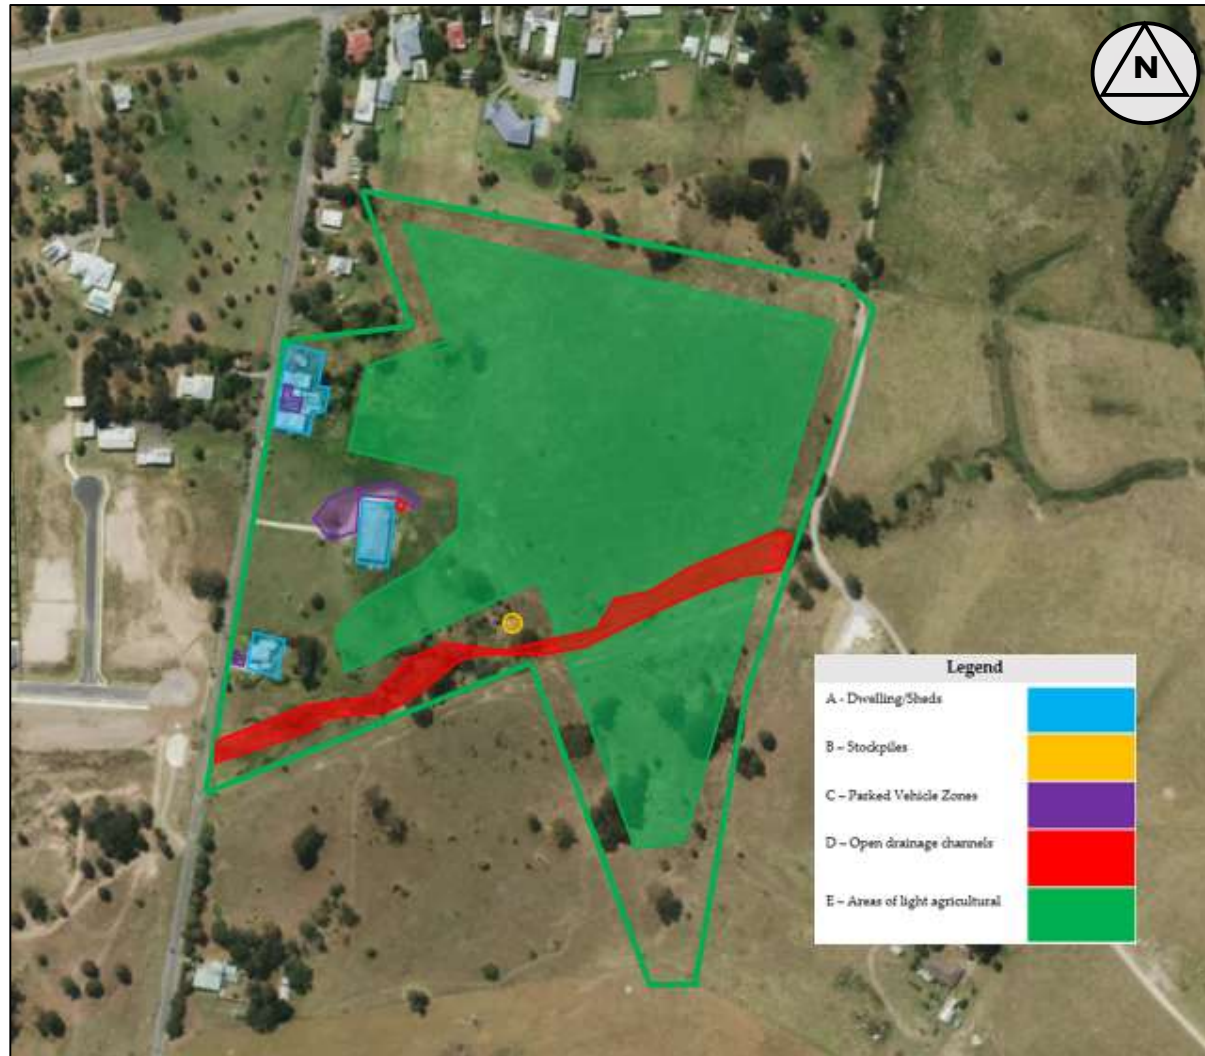 N
Legend
A - Dwelling/Sheds
B – Stockpiles
C – Parked Vehicle Zones
D – Open drainage channels
E – Areas of light agricultural